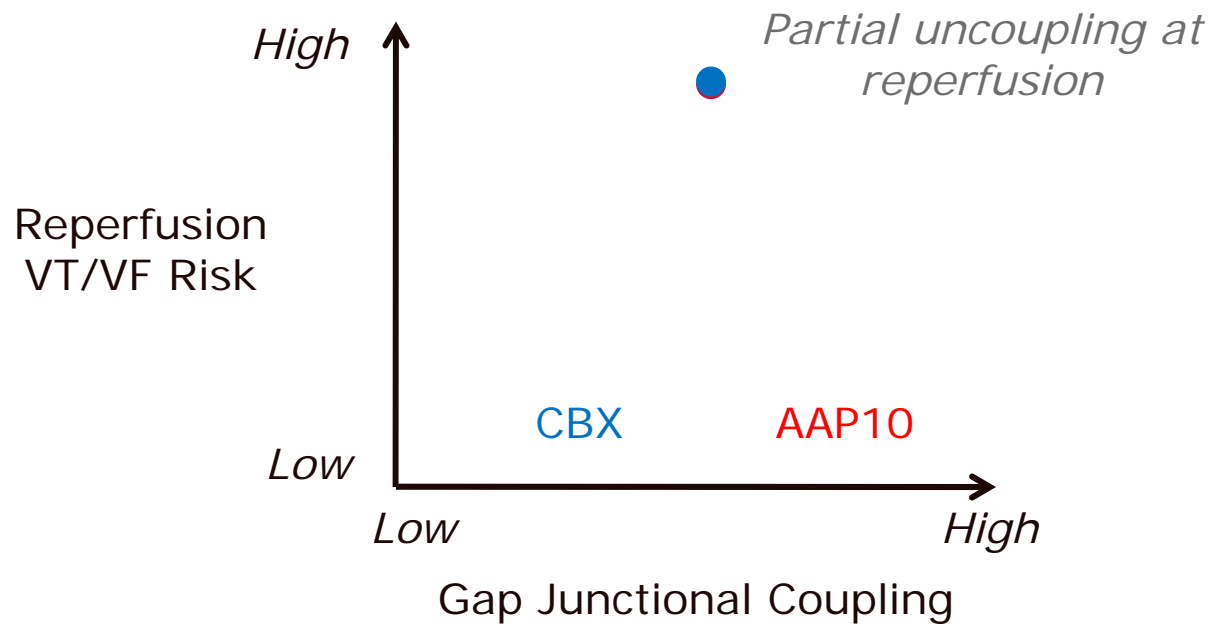 High
Partial uncoupling at
reperfusion
Reperfusion
VT/VF Risk
CBX
AAP10
Low
Low
High
Gap Junctional Coupling